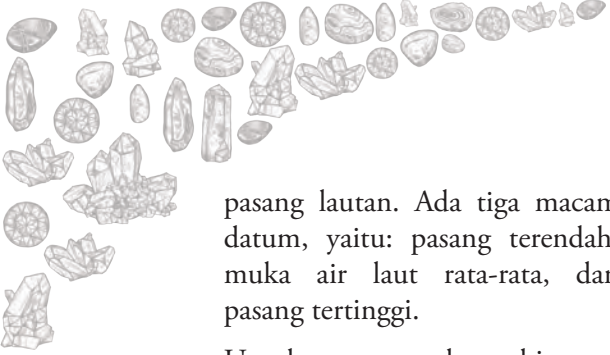 pasang lautan. Ada tiga macam
datum, yaitu: pasang terendah
muka air laut rata-rata, dan
pasang tertinggi.